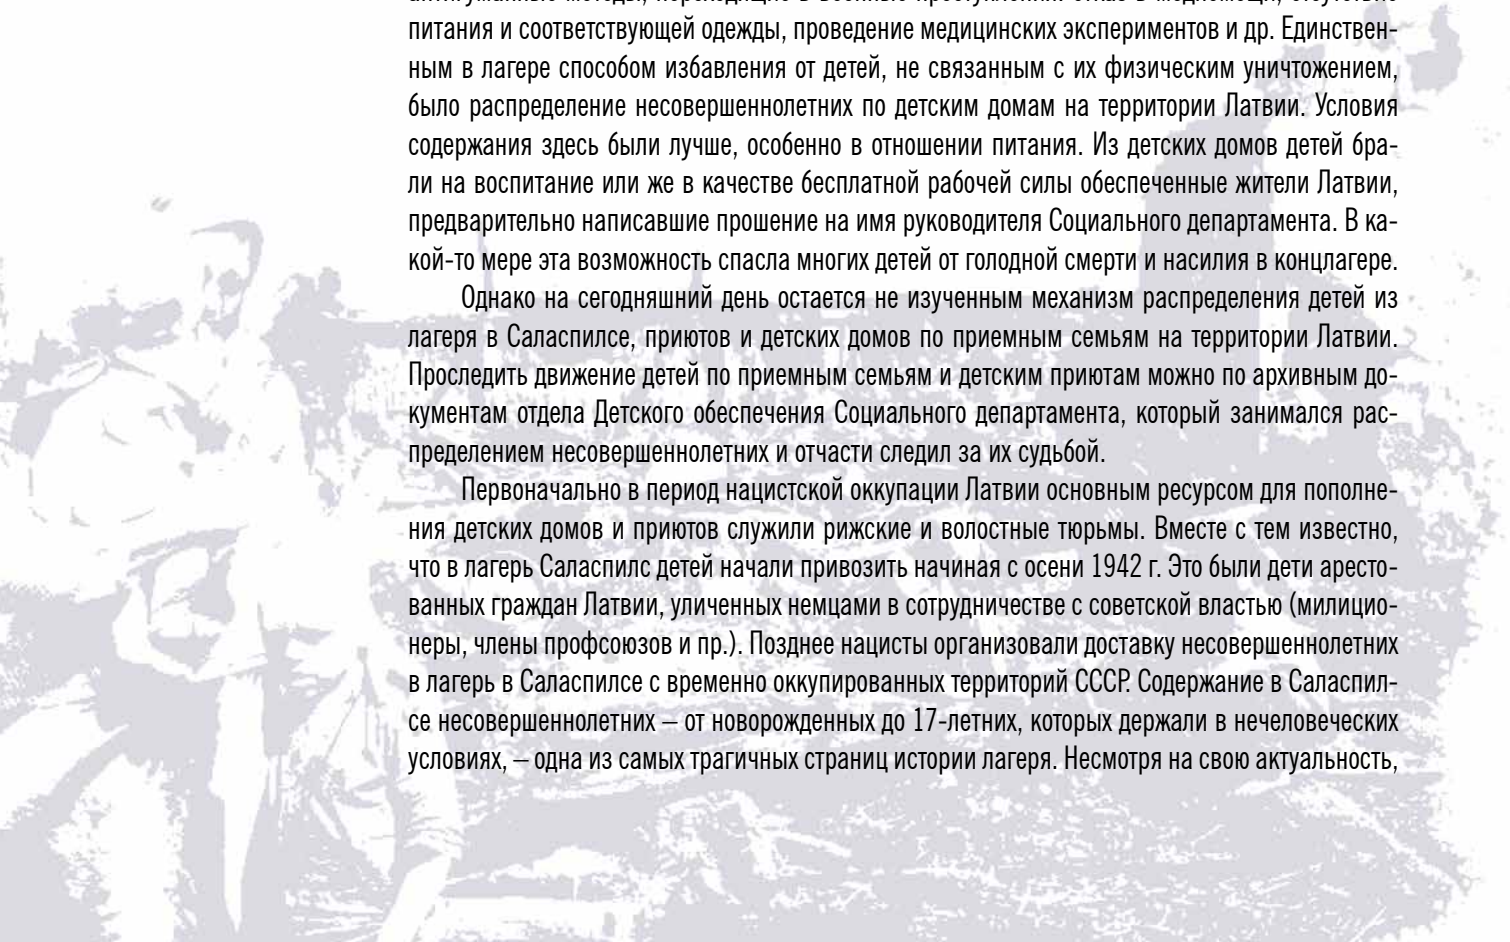 питания и соответствующей одежды, проведение медицинских экспериментов и др. Единствен-
ным в лагере способом избавления от детей, не связанным с их физическим уничтожением,
было распределение несовершеннолетних по детским домам на территории Латвии. Условия
содержания здесь были лучше, особенно в отношении питания. Из детских домов детей бра-
ли на воспитание или же в качестве бесплатной рабочей силы обеспеченные жители Латвии,
предварительно написавшие прошение на имя руководителя Социального департамента. В ка-
кой-то мере эта возможность спасла многих детей от голодной смерти и насилия в концлагере.
Однако на сегодняшний день остается не изученным механизм распределения детей из
лагеря в Саласпилсе, приютов и детских домов по приемным семьям на территории Латвии.
Проследить движение детей по приемным семьям и детским приютам можно по архивным до-
кументам отдела Детского обеспечения Социального департамента, который занимался рас-
пределением несовершеннолетних и отчасти следил за их судьбой.
Первоначально в период нацистской оккупации Латвии основным ресурсом для пополне-
ния детских домов и приютов служили рижские и волостные тюрьмы. Вместе с тем известно,
что в лагерь Саласпилс детей начали привозить начиная с осени 1942 г. Это были дети аресто-
ванных граждан Латвии, уличенных немцами в сотрудничестве с советской властью (милицио-
неры, члены профсоюзов и пр.). Позднее нацисты организовали доставку несовершеннолетних
в лагерь в Саласпилсе с временно оккупированных территорий СССР. Содержание в Саласпил-
се несовершеннолетних – от новорожденных до 17-летних, которых держали в нечеловеческих
условиях, – одна из самых трагичных страниц истории лагеря. Несмотря на свою актуальность,